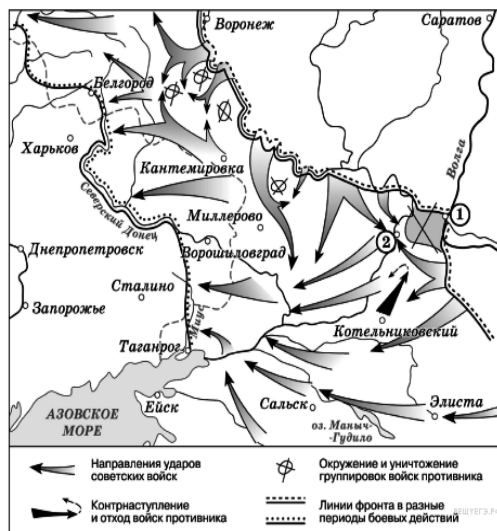 Воронеж
Саратов
Белгород
Волга
Харьков
Кантемировка
Северский Донец
Миллерово
1
2
Днепропетровск
Ворошиловград
Сталино
Миус
Запорожье
Котельниковский
Таганрог
АЗОВСКОЕ
МОРЕ
Ейск
Сальск
Элиста
оз. Маныч-
Гудило
Направления ударов
советских войск
Окружение и уничтожение
группировок войск противника
Контрнаступление
и отход войск противника
Линии фронта в разные
периоды боевых действий
РЕШУЕГЭ.РФ